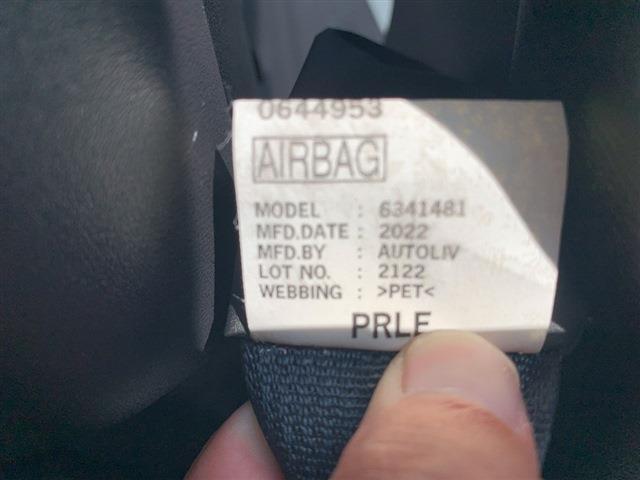 0644953
AIRBAG
MODEL : 6341481
MFD.DATE : 2022
MFD.BY : AUTOLIV
LOT NO. : 2122
WEBBING : >PET<
PRLE